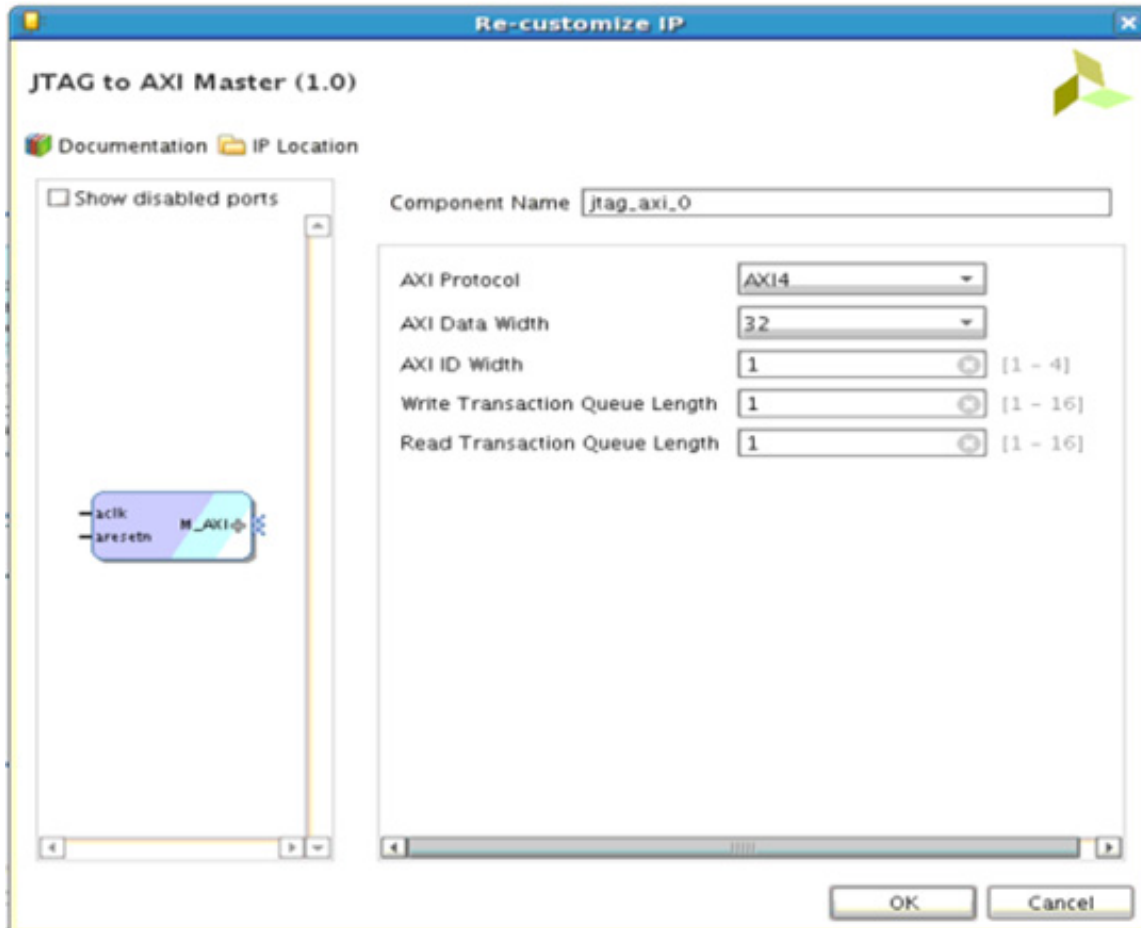 Re-customize IP
JTAG to AXI Master (1.0)
Documentation IP Location
Show disabled ports
Component Name jtag_axi_0
AXI Protocol AXI4
AXI Data Width 32
AXI ID Width 1 [1 - 4]
Write Transaction Queue Length 1 [1 - 16]
Read Transaction Queue Length 1 [1 - 16]
aclk
aresetn
M_AXI
OK Cancel